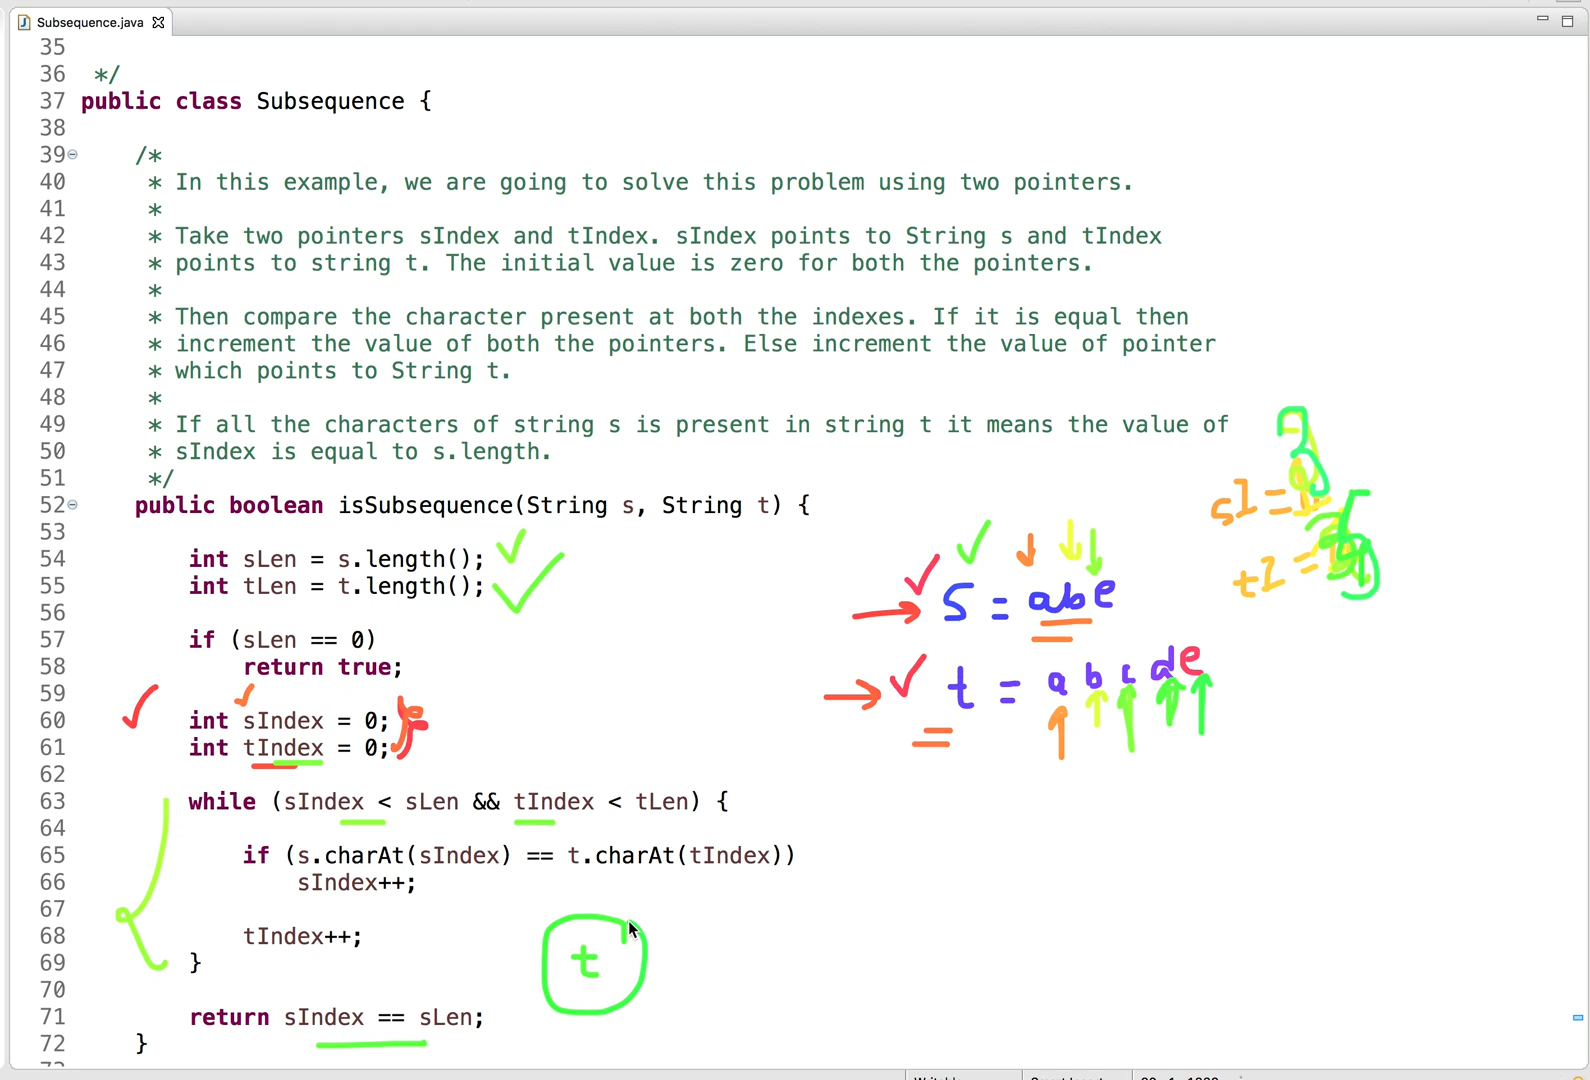 Subsequence.java
35
36 */
37 public class Subsequence {
38
39 /*
40 * In this example, we are going to solve this problem using two pointers.
41 *
42 * Take two pointers sIndex and tIndex. sIndex points to String s and tIndex
43 * points to string t. The initial value is zero for both the pointers.
44 *
45 * Then compare the character present at both the indexes. If it is equal then
46 * increment the value of both the pointers. Else increment the value of pointer
47 * which points to String t.
48 *
49 * If all the characters of string s is present in string t it means the value of
50 * sIndex is equal to s.length.
51 */
52 public boolean isSubsequence(String s, String t) {
53
54 int sLen = s.length();
55 int tLen = t.length();
56
57 if (sLen == 0)
58 return true;
59
60 int sIndex = 0;
61 int tIndex = 0;
62
63 while (sIndex < sLen && tIndex < tLen) {
64
65 if (s.charAt(sIndex) == t.charAt(tIndex))
66 sIndex++;
67
68 tIndex++;
69 }
70
71 return sIndex == sLen;
72 }
sI =
tI =
S = abe
t = a b c d e
t